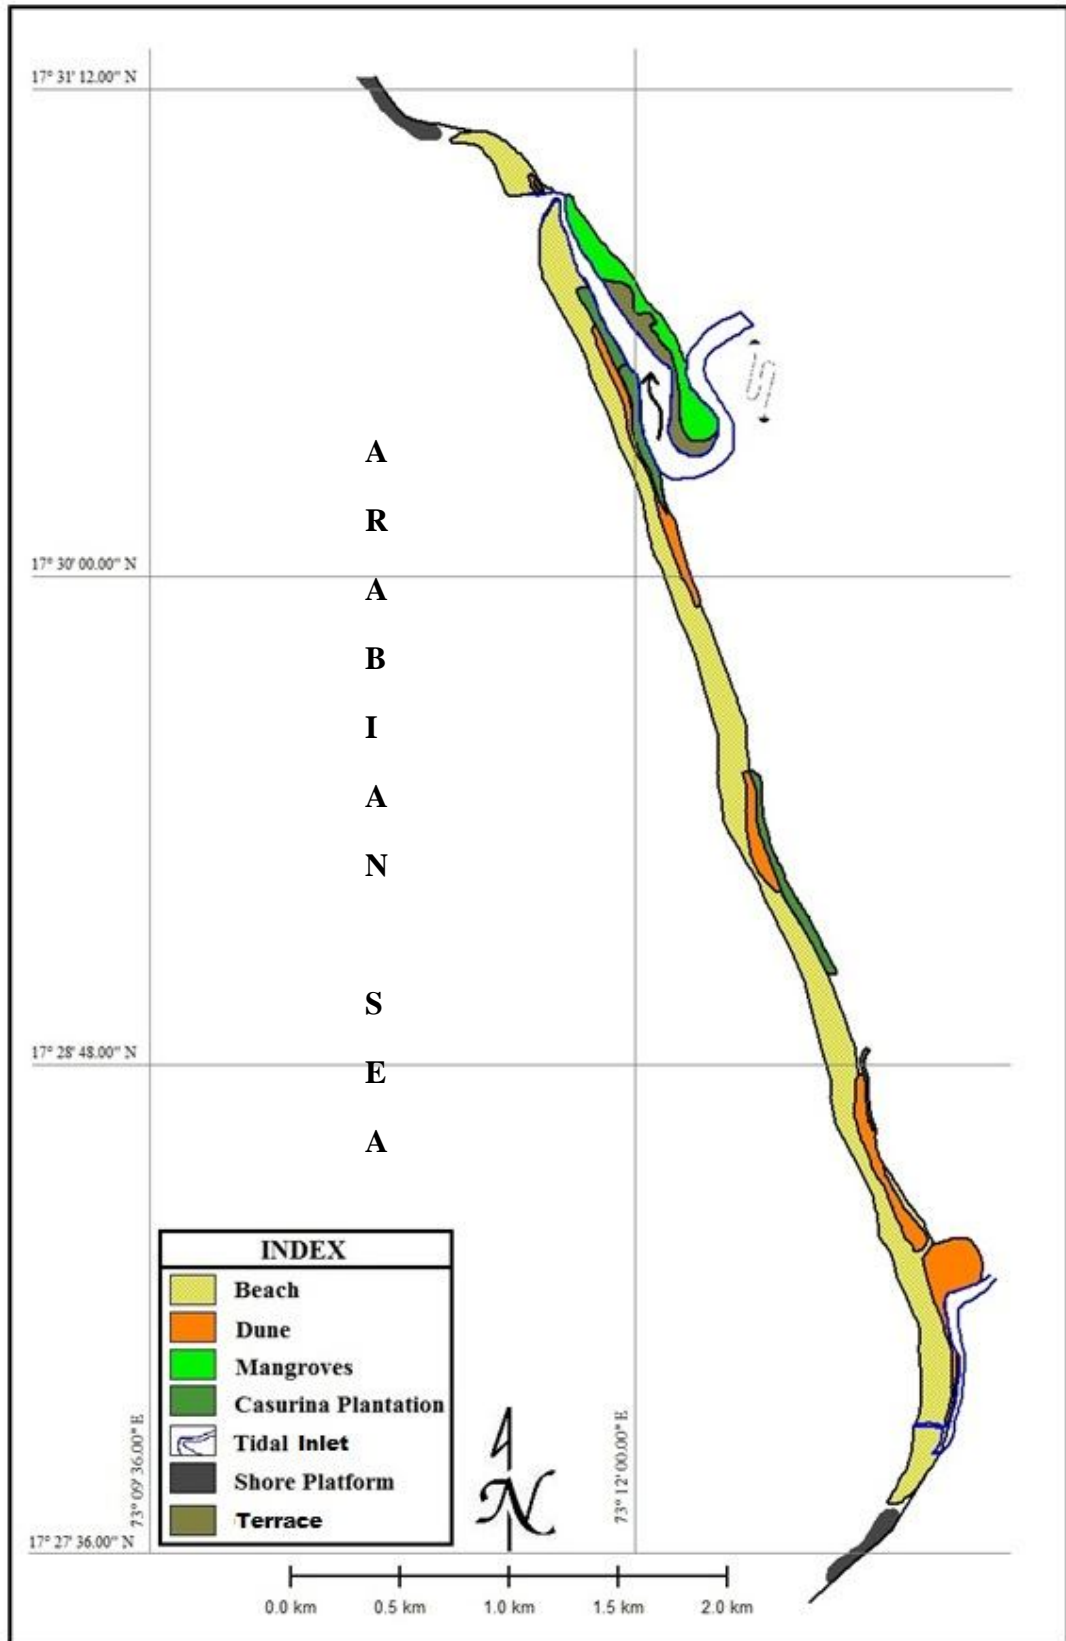 17° 31' 12.00" N
17° 30' 00.00" N
17° 28' 48.00" N
17° 27' 36.00" N
73° 09' 36.00" E
73° 12' 00.00" E
A
R
A
B
I
A
N
S
E
A
INDEX
Beach
Dune
Mangroves
Casurina Plantation
Tidal Inlet
Shore Platform
Terrace
N
0.0 km 0.5 km 1.0 km 1.5 km 2.0 km